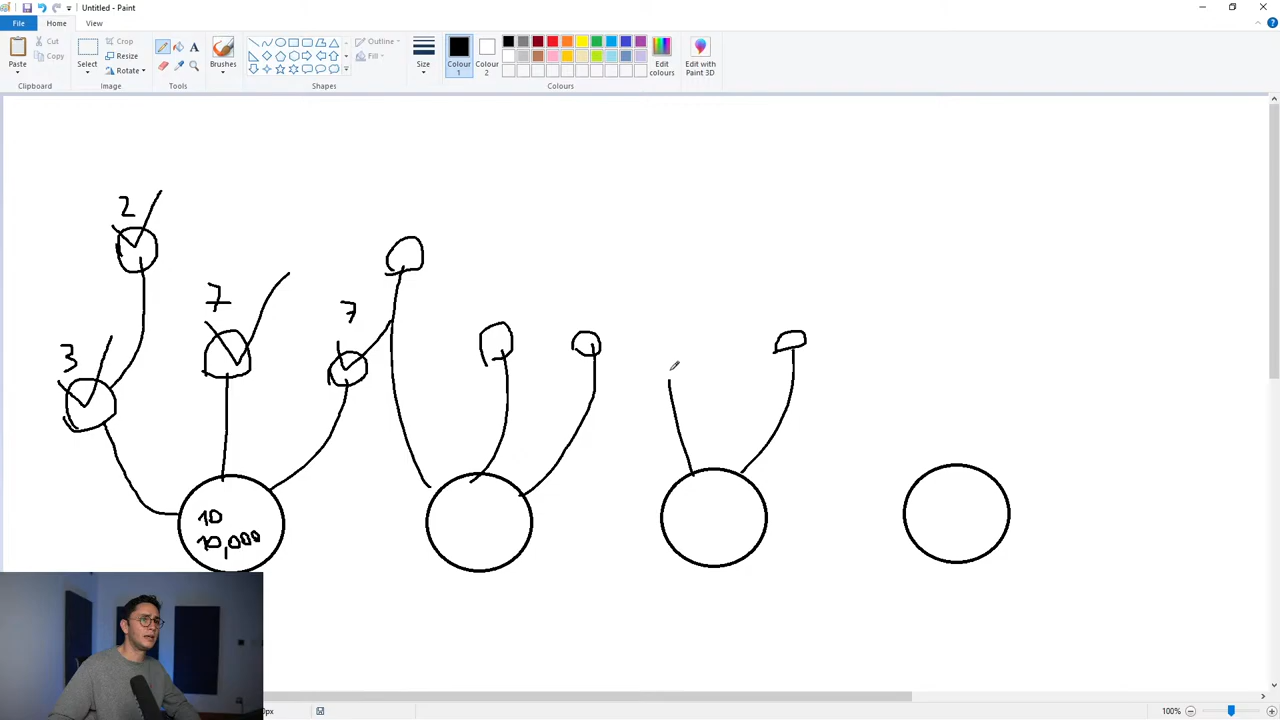 Untitled - Paint
File
Home
View
Paste
Cut
Copy
Clipboard
Select
Crop
Resize
Rotate
Image
A
Tools
Brushes
Shapes
Outline
Fill
Size
Colour
1
Colour
2
Edit
colours
Edit with
Paint 3D
Colours
2
7
7
3
10
10,000
px
100%